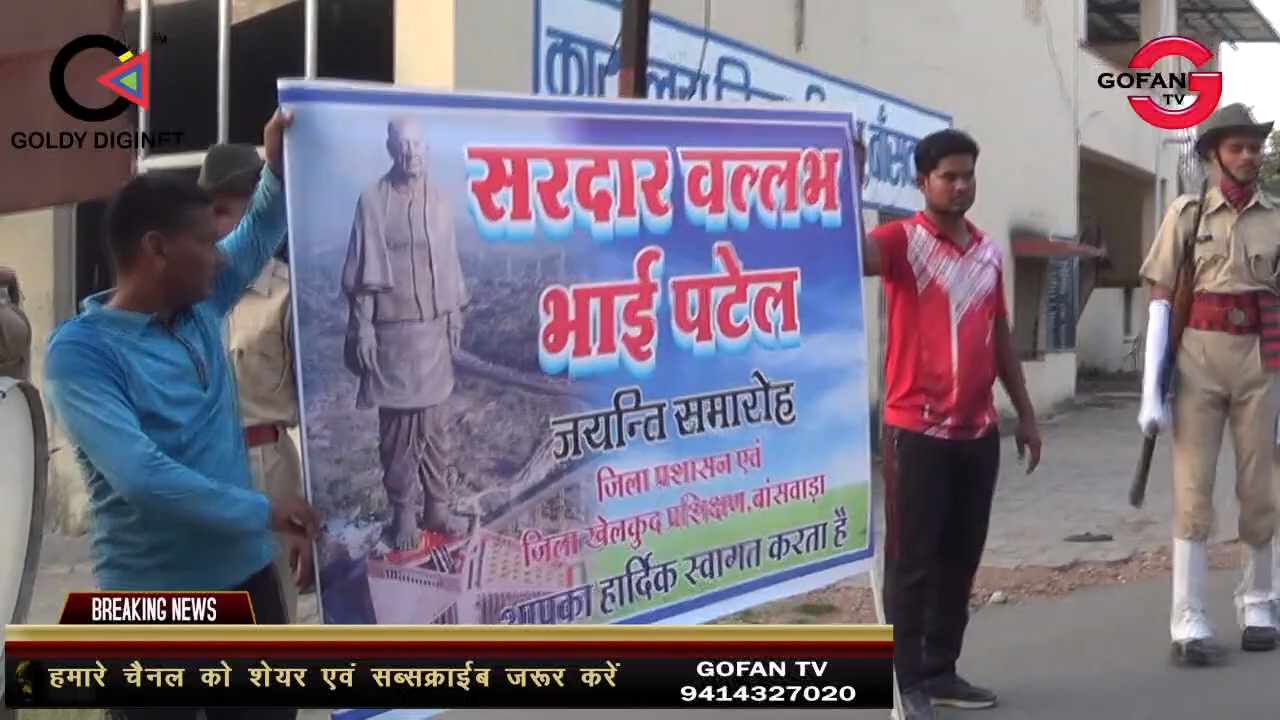 GOLDY DIGINET
TM
GOFAN
TV
सरदार वल्लभ
भाई पटेल
जयन्ति समारोह
जिला प्रशासन एवं
जिला खेलकुद प्रशिक्षण,बांसवाड़ा
आपका हार्दिक स्वागत करता है
BREAKING NEWS
हमारे चैनल को शेयर एवं सब्सक्राईब जरूर करें
GOFAN TV
9414327020